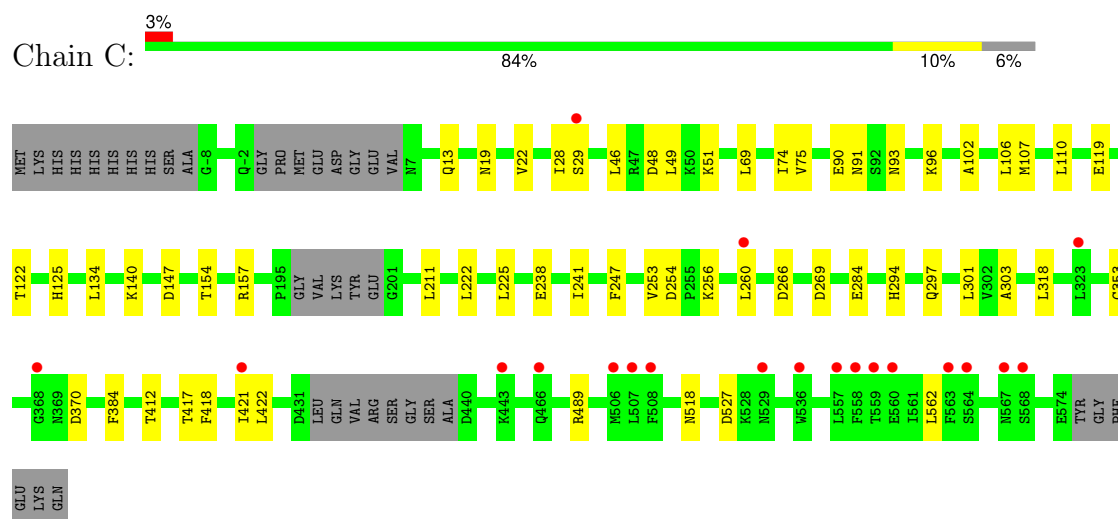 3%
Chain C:
84% 10% 6%
MET LYS HIS HIS HIS HIS HIS HIS SER ALA G-8 Q-2 GLY PRO MET GLU ASP GLY GLU VAL N7 Q13 N19 V22 I28 S29 L46 R47 D48 L49 K50 K51 L69 I74 V75 E90 N91 S92 N93 K96 A102 L106 M107 L110 E119
T122 H125 L134 K140 D147 T154 R157 P195 GLY VAL LYS TYR GLU G201 L211 L222 L225 E238 I241 F247 V253 D254 P255 K256 L260 D266 D269 E284 H294 Q297 L301 V302 A303 L318 L323
G368 N369 D370 F384 T412 T417 F418 I421 L422 D431 LEU GLN VAL ARG SER GLY SER ALA D440 K443 Q466 R489 M506 L507 F508 N518 D527 K528 N529 W536 L557 F558 T559 E560 I561 L562 F563 S564 N567 S568 E574 TYR GLY
GLU LYS GLN